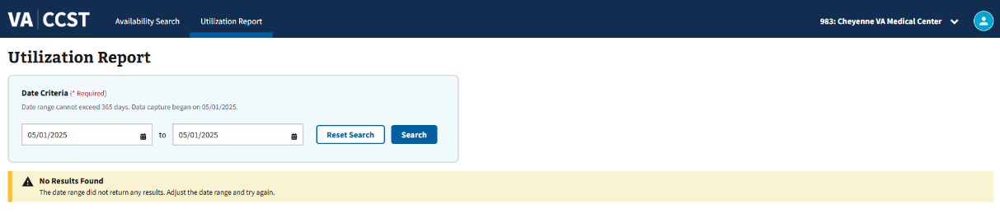 VA | CCST Availability Search Utilization Report 983: Cheyenne VA Medical Center
Utilization Report
Date Criteria (* Required)
Date range cannot exceed 365 days. Data capture began on 05/01/2025.
05/01/2025 to 05/01/2025 Reset Search Search
No Results Found
The date range did not return any results. Adjust the date range and try again.